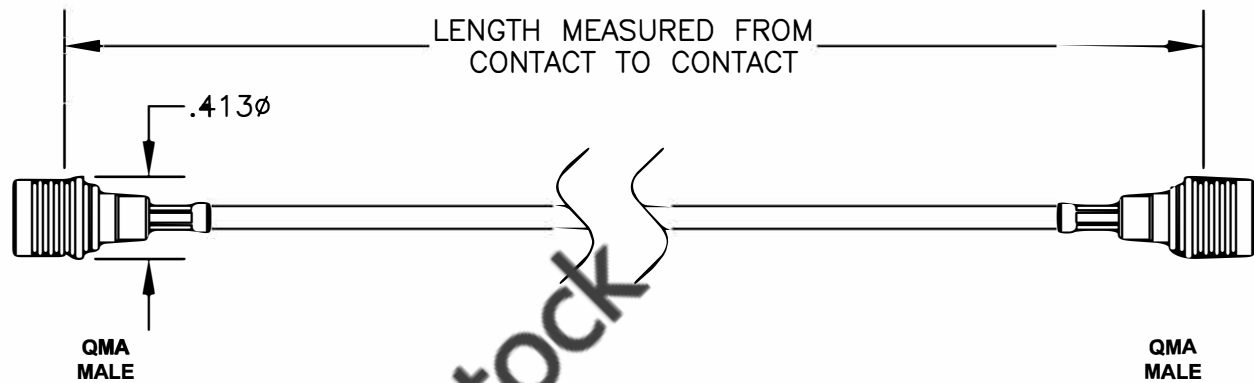 LENGTH MEASURED FROM
CONTACT TO CONTACT
.413ø
QMA
MALE
QMA
MALE